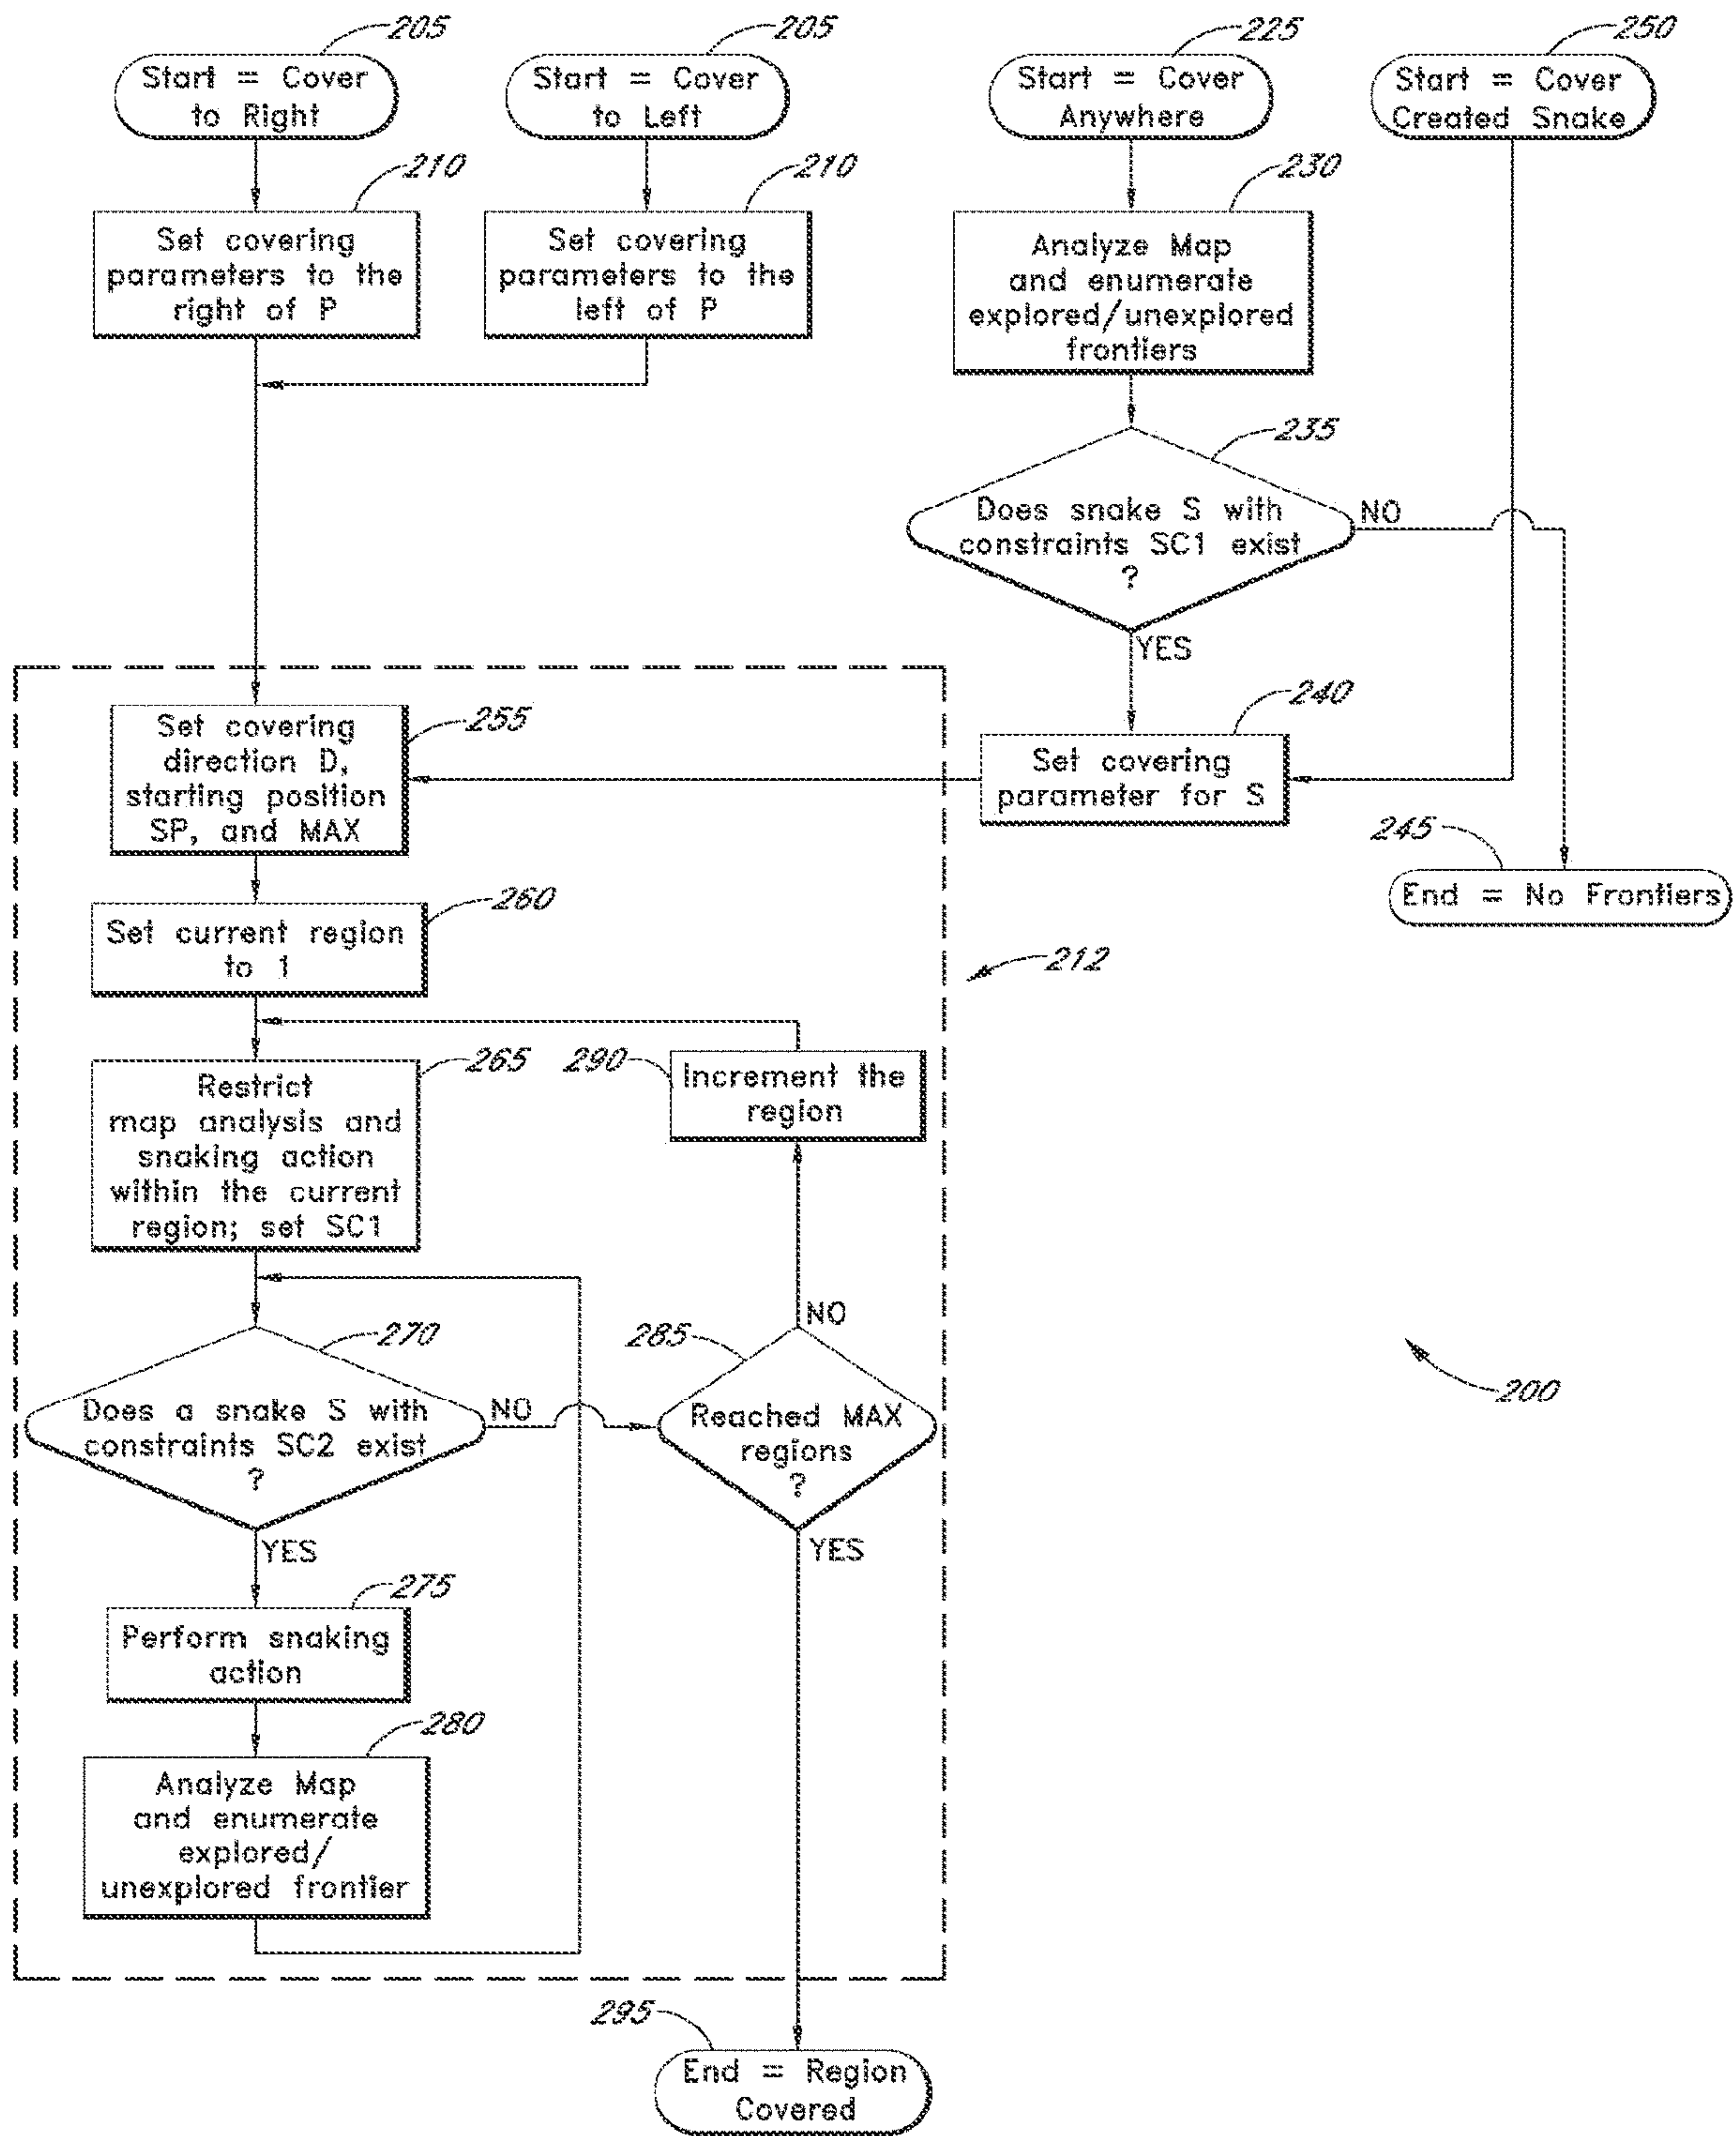 205
Start = Cover
to Right
205
Start = Cover
to Left
225
Start = Cover
Anywhere
250
Start = Cover
Created Snake
210
Set covering
parameters to the
right of P
210
Set covering
parameters to the
left of P
230
Analyze Map
and enumerate
explored/unexplored
frontiers
235
Does snake S with
constraints SC1 exist
?
NO
YES
240
Set covering
parameter for S
245
End = No Frontiers
255
Set covering
direction D,
starting position
SP, and MAX
260
Set current region
to 1
212
265
Restrict
map analysis and
snaking action
within the current
region; set SC1
290
Increment the
region
270
Does a snake S with
constraints SC2 exist
?
NO
YES
285
NO
Reached MAX
regions
?
YES
200
275
Perform snaking
action
280
Analyze Map
and enumerate
explored/
unexplored frontier
295
End = Region
Covered